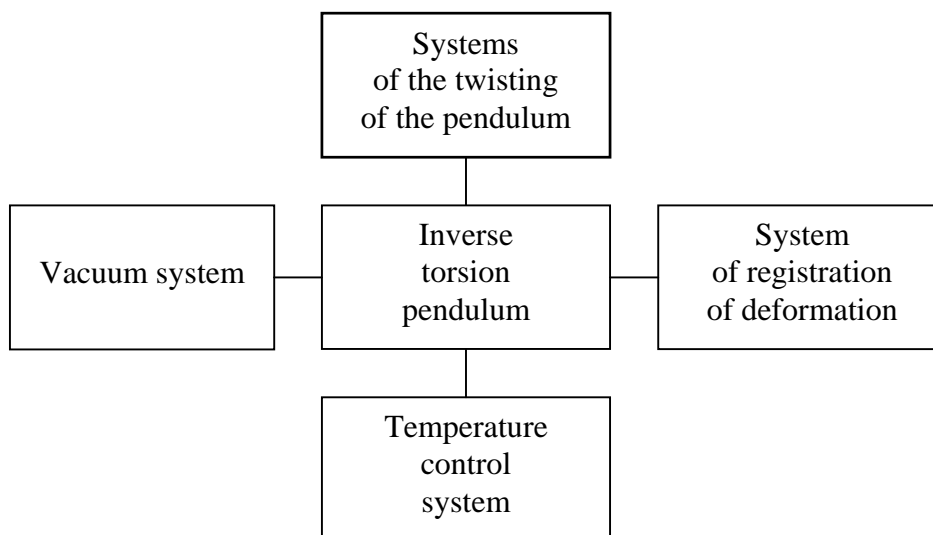 Systems
of the twisting
of the pendulum
Vacuum system
Inverse
torsion
pendulum
System
of registration
of deformation
Temperature
control
system